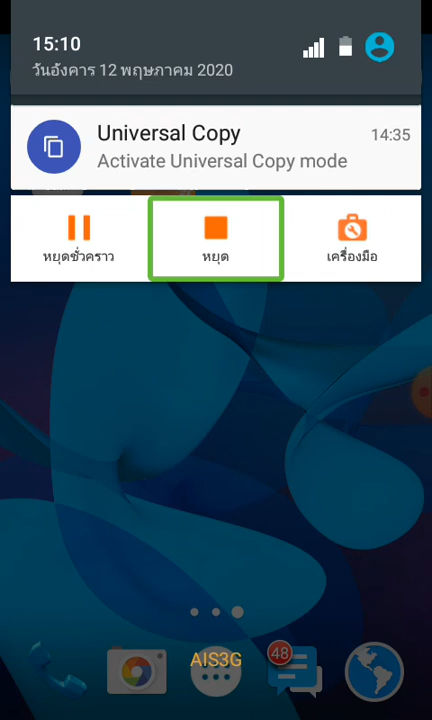 15:10
วันอังคาร 12 พฤษภาคม 2020
Universal Copy
14:35
Activate Universal Copy mode
หยุดชั่วคราว
หยุด
เครื่องมือ
AIS3G
48